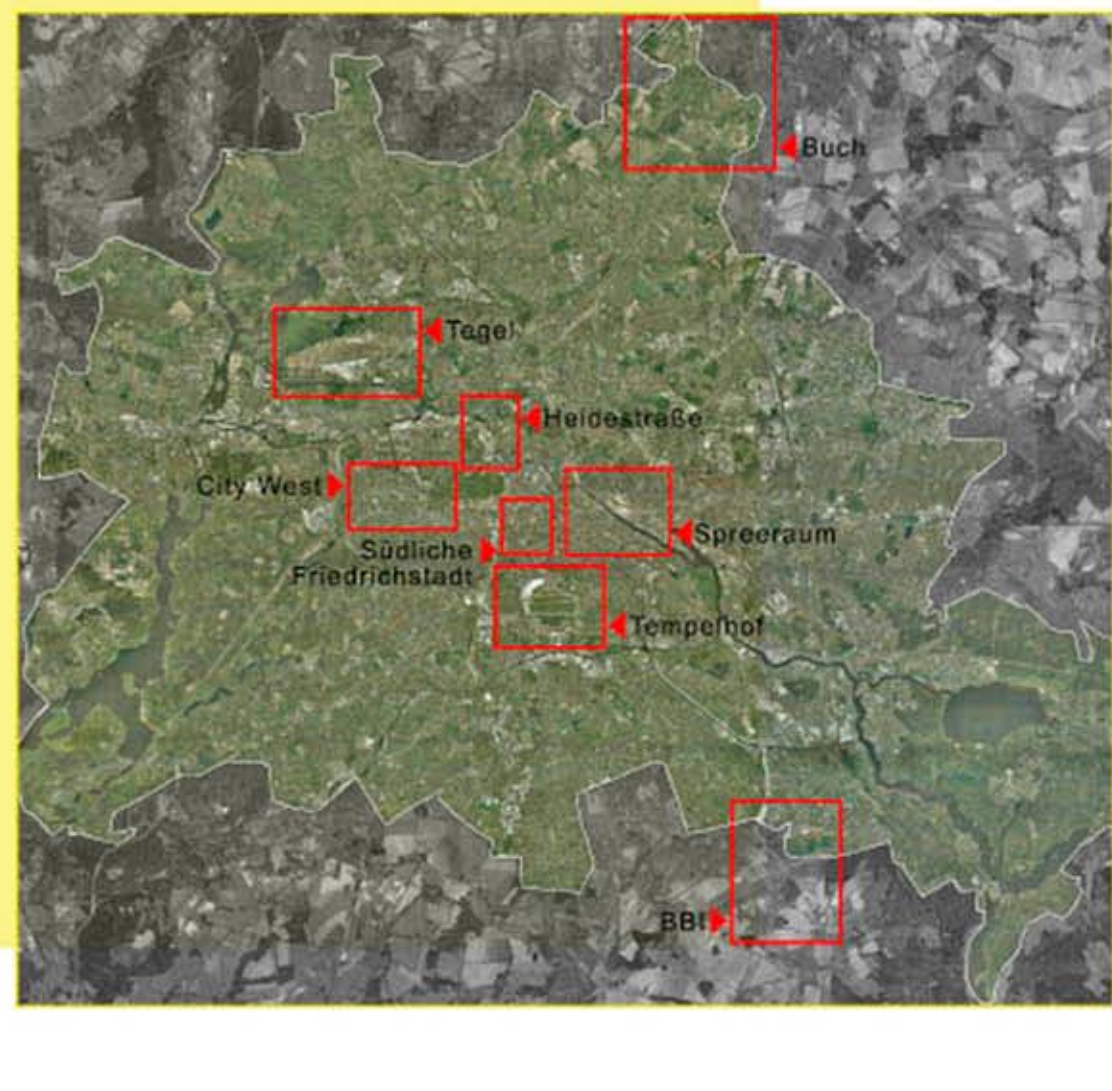 Buch
Tegel
Heidestraße
City West
Südliche
Friedrichstadt
Spreeraum
Tempelhof
BBI